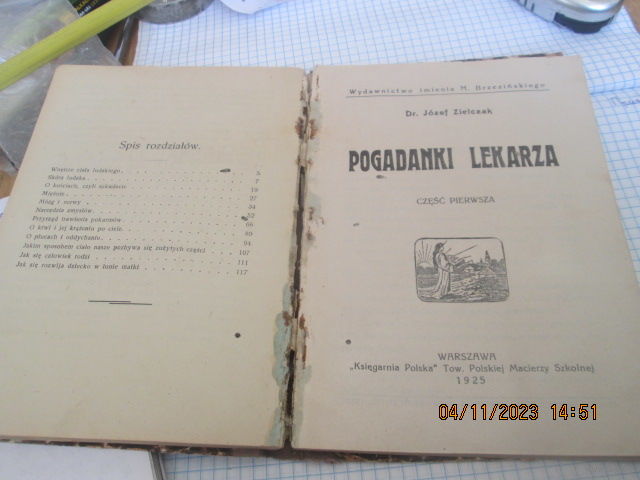 Spis rozdziałów.
Wnętrze ciała ludzkiego 5
Skóra ludzka 7
O kościach, czyli szkielecie 19
Mięśnie 27
Mózg i nerwy 34
Narzędzia zmysłów 52
Przyrząd trawienia pokarmów 66
O krwi i jej krążeniu po ciele 80
O płucach i oddychaniu 94
Jakim sposobem ciało nasze pozbywa się zużytych części 107
Jak się człowiek rodzi 111
Jak się rozwija dziecko w łonie matki 117
Wydawnictwo imienia M. Brzezińskiego
Dr. Józef Zielczak
POGADANKI LEKARZA
CZĘŚĆ PIERWSZA
WARSZAWA
„Księgarnia Polska" Tow. Polskiej Macierzy Szkolnej
1925
04/11/2023 14:51